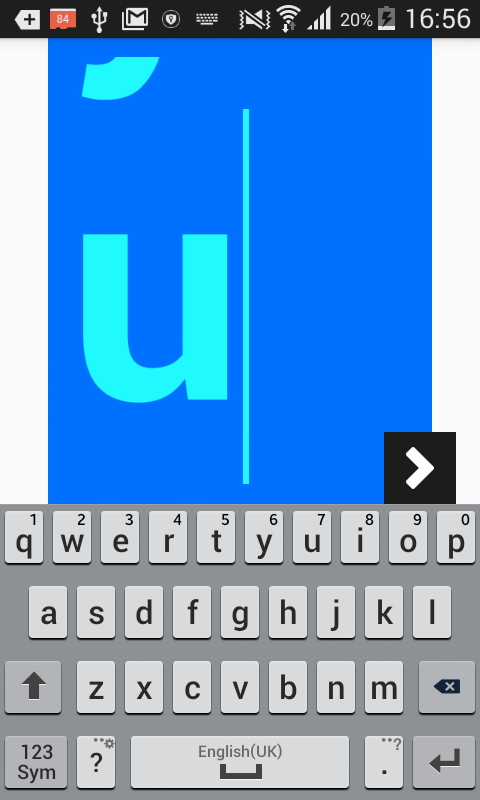 84
20%
16:56
u
1 2 3 4 5 6 7 8 9 0
q w e r t y u i o p
a s d f g h j k l
z x c v b n m
123
Sym
?
English(UK)
.
?